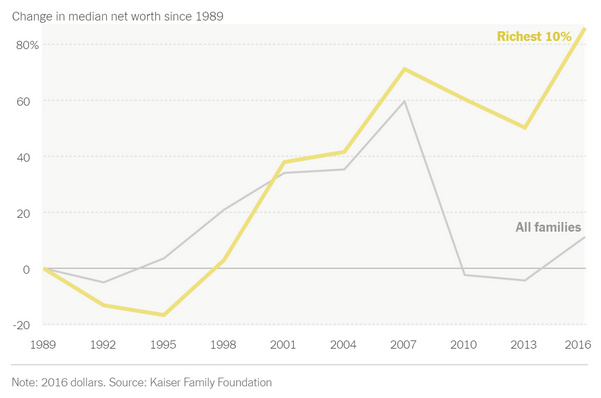 Change in median net worth since 1989
Richest 10%
80%
60
40
20
All families
0
-20
1989 1992 1995 1998 2001 2004 2007 2010 2013 2016
Note: 2016 dollars. Source: Kaiser Family Foundation